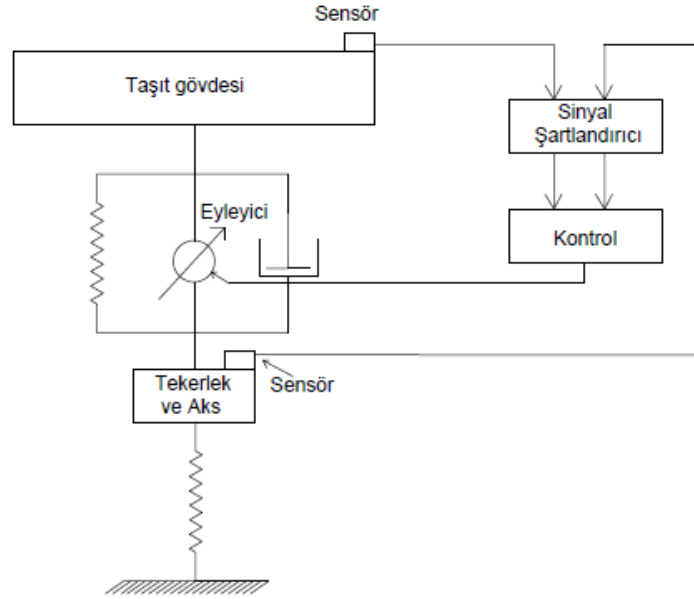 Sensör
Taşıt gövdesi
Sinyal
Şartlandırıcı
Eyleyici
Kontrol
Tekerlek
ve Aks
Sensör